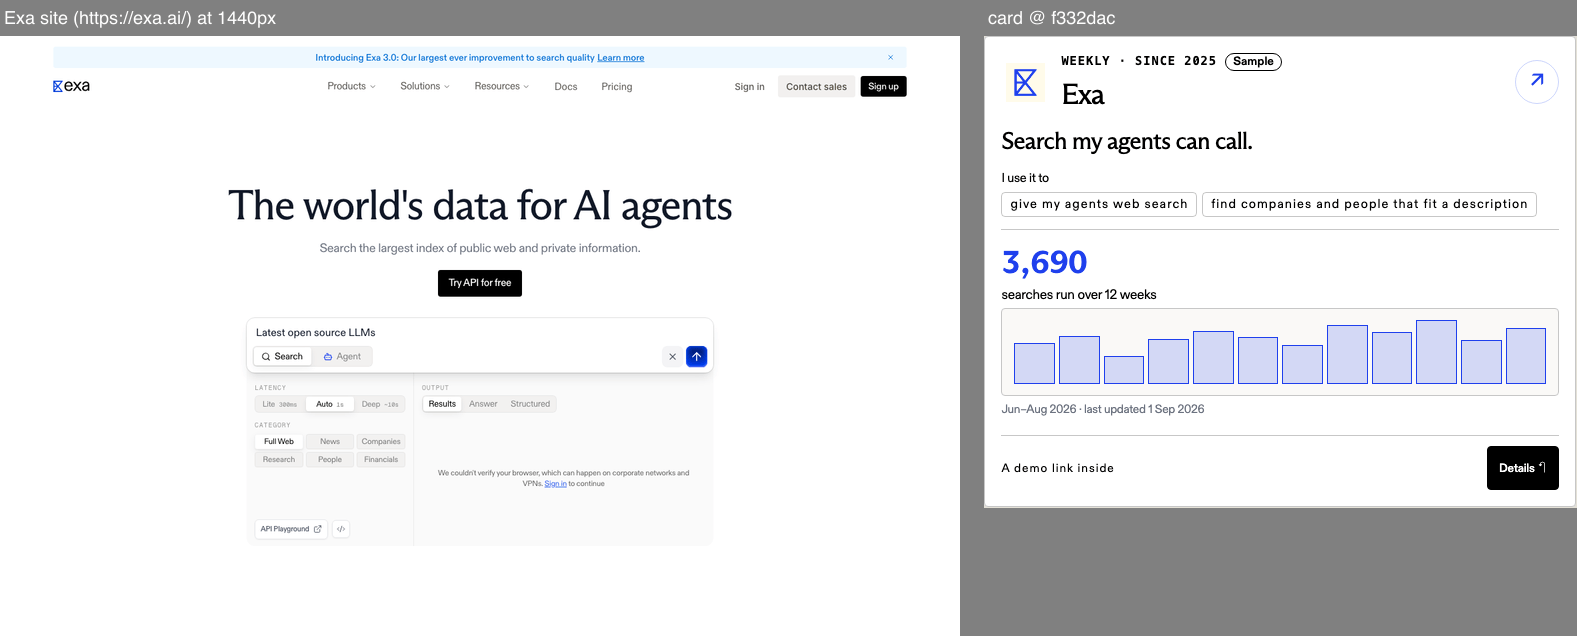 Exa site (https://exa.ai/) at 1440px
Introducing Exa 3.0: Our largest ever improvement to search quality Learn more ×
exa Products Solutions Resources Docs Pricing Sign in Contact sales Sign up
The world's data for AI agents
Search the largest index of public web and private information.
Try API for free
Latest open source LLMs
Search Agent
LATENCY
Lite 300ms Auto 1s Deep ~10s
CATEGORY
Full Web News Companies
Research People Financials
API Playground </>
OUTPUT
Results Answer Structured
We couldn't verify your browser, which can happen on corporate networks and
VPNs. Sign in to continue
card @ f332dac
WEEKLY · SINCE 2025 Sample
Exa
Search my agents can call.
I use it to
give my agents web search find companies and people that fit a description
3,690
searches run over 12 weeks
Jun–Aug 2026 · last updated 1 Sep 2026
A demo link inside Details